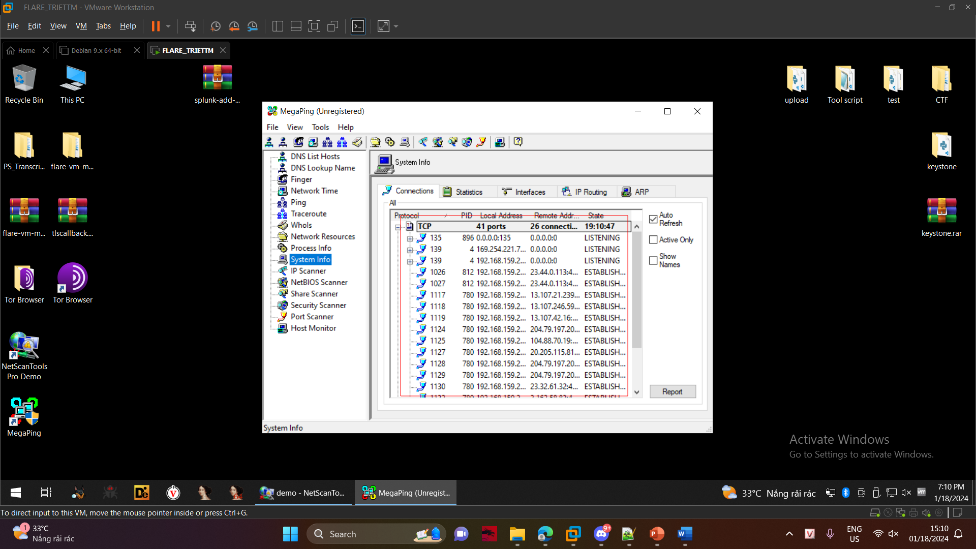 FLARE_TRIETTM - VMware Workstation
File Edit View VM Tabs Help
Home Debian 9.x 64-bit FLARE_TRIETTM
Recycle Bin This PC splunk-add-... upload Tool script test CTF
MegaPing (Unregistered)
File View Tools Help
DNS List Hosts
DNS Lookup Name
Finger
Network Time
Ping
Traceroute
Whois
Network Resources
Process Info
System Info
IP Scanner
NetBIOS Scanner
Share Scanner
Security Scanner
Port Scanner
Host Monitor
System Info
Connections Statistics Interfaces IP Routing ARP
All
Protocol PID Local Address Remote Addr... State
TCP 41 ports 26 connecti... 19:10:47
135 896 0.0.0.0:135 0.0.0.0:0 LISTENING
139 4 169.254.221.7... 0.0.0.0:0 LISTENING
139 4 192.168.159.2... 0.0.0.0:0 LISTENING
1026 812 192.168.159.2... 23.44.0.113:4... ESTABLISH...
1027 812 192.168.159.2... 23.44.0.113:4... ESTABLISH...
1117 780 192.168.159.2... 13.107.21.239... ESTABLISH...
1118 780 192.168.159.2... 13.107.246.59... ESTABLISH...
1119 780 192.168.159.2... 13.107.42.16:... ESTABLISH...
1124 780 192.168.159.2... 204.79.197.20... ESTABLISH...
1125 780 192.168.159.2... 104.88.70.19:... ESTABLISH...
1127 780 192.168.159.2... 20.205.115.81... ESTABLISH...
1128 780 192.168.159.2... 204.79.197.20... ESTABLISH...
1129 780 192.168.159.2... 204.79.197.20... ESTABLISH...
1130 780 192.168.159.2... 23.32.61.32:4... ESTABLISH...
Auto
Refresh
Active Only
Show
Names
Report
System Info
PS_Transcri... flare-vm-m...
keystone
flare-vm-m... tlscallback....
keystone.rar
Tor Browser Tor Browser
NetScanTools
Pro Demo
MegaPing
Activate Windows
Go to Settings to activate Windows.
demo - NetScanTo... MegaPing (Unregist...
33°C Nắng rải rác
7:10 PM
1/18/2024
To direct input to this VM, move the mouse pointer inside or press Ctrl+G.
33°C
Nắng rải rác
Search
ENG
US
15:10
01/18/2024